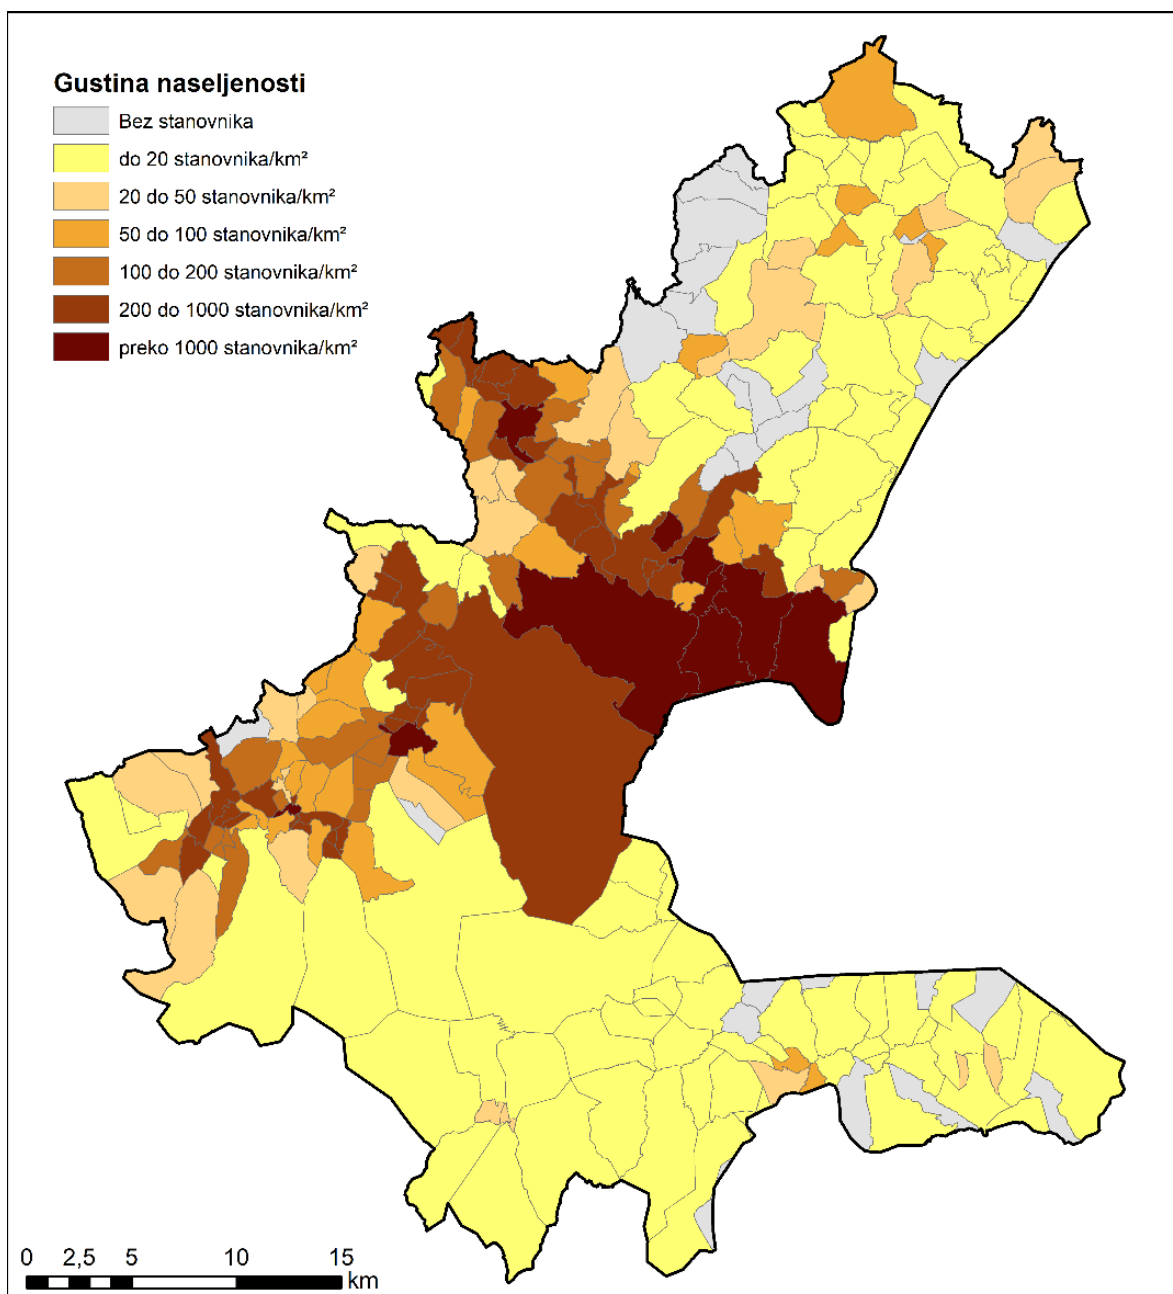 Gustina naseljenosti
Bez stanovnika
do 20 stanovnika/km²
20 do 50 stanovnika/km²
50 do 100 stanovnika/km²
100 do 200 stanovnika/km²
200 do 1000 stanovnika/km²
preko 1000 stanovnika/km²
0 2,5 5 10 15
km